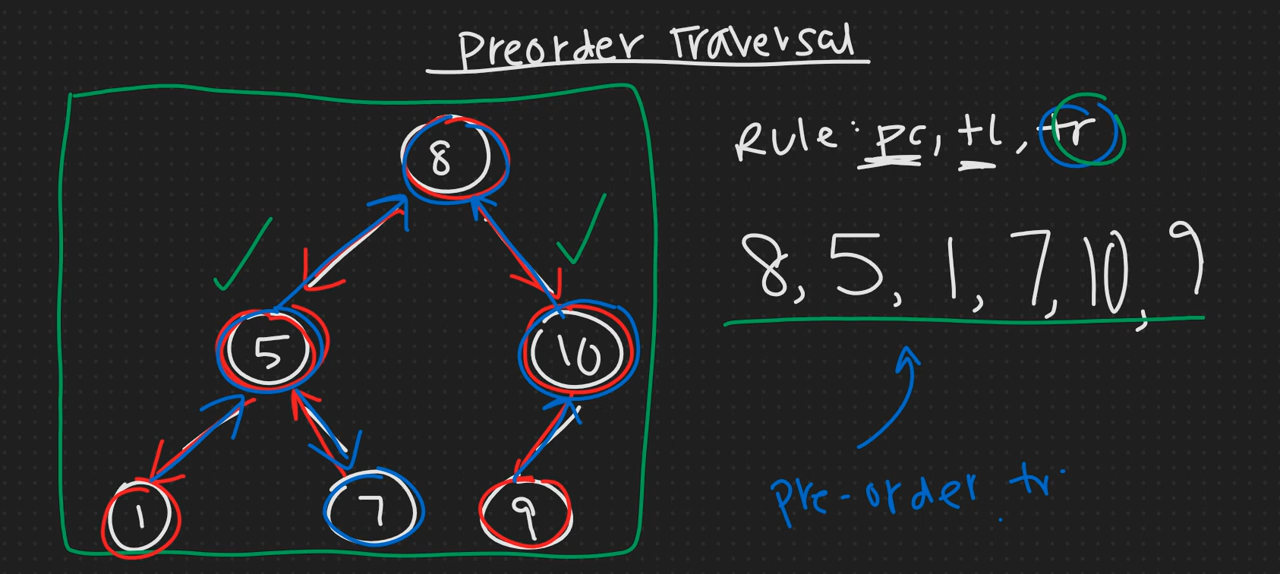 Preorder Traversal
Rule: pc, tl, tr
8, 5, 1, 7, 10, 9
8
5
10
1
7
9
pre-order tr.